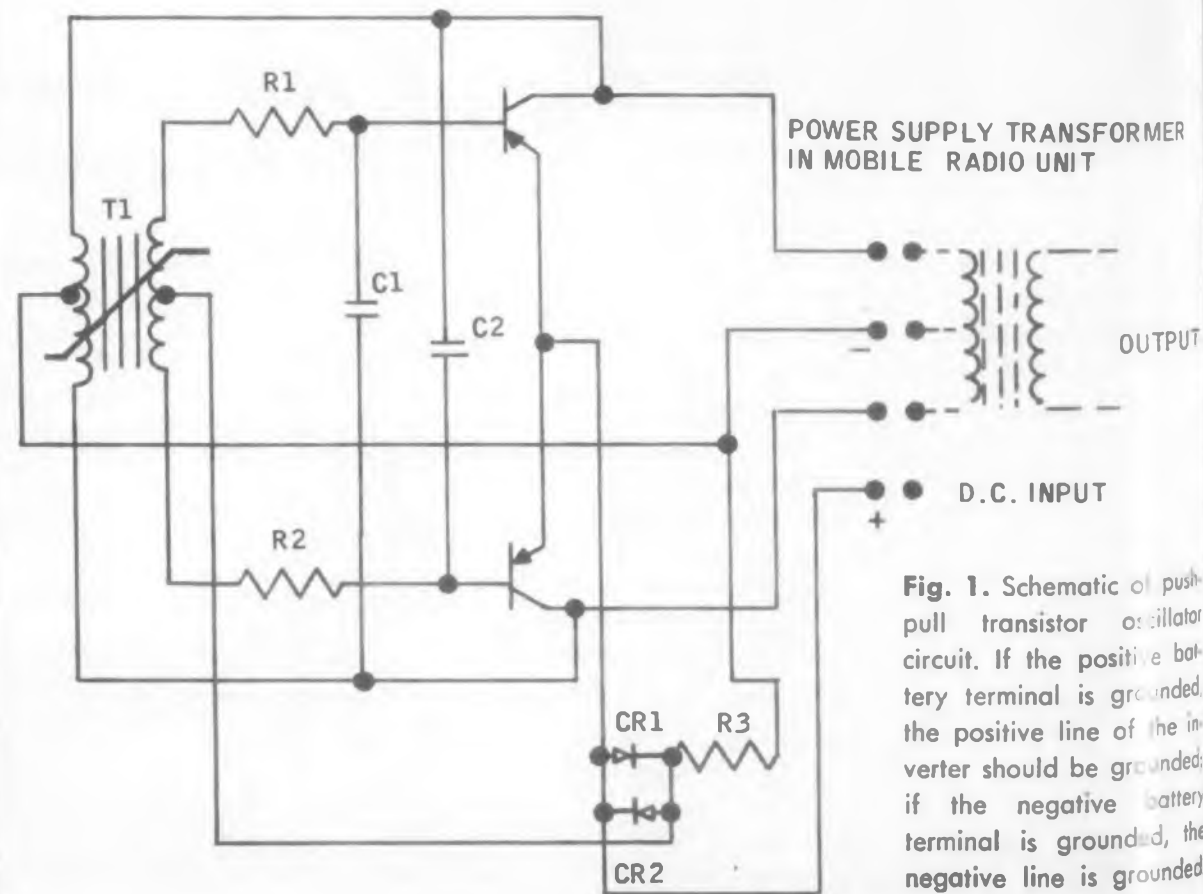 R1
POWER SUPPLY TRANSFORMER
IN MOBILE RADIO UNIT
T1
C1
C2
−
OUTPUT
D.C. INPUT
+
R2
Fig. 1. Schematic of push-
pull transistor oscillator
circuit. If the positive bat-
tery terminal is grounded,
the positive line of the in-
verter should be grounded;
if the negative battery
terminal is grounded, the
negative line is grounded
CR1
R3
CR2